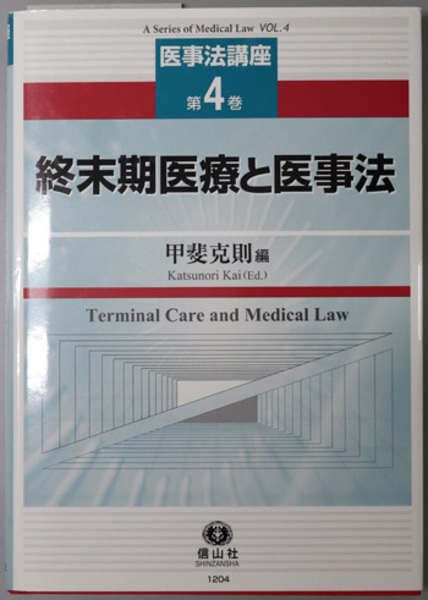 A Series of Medical Law VOL.4
医事法講座
第4巻
終末期医療と医事法
甲斐克則編
Katsunori Kai (Ed.)
Terminal Care and Medical Law
信山社
SHINZANSHA
1204